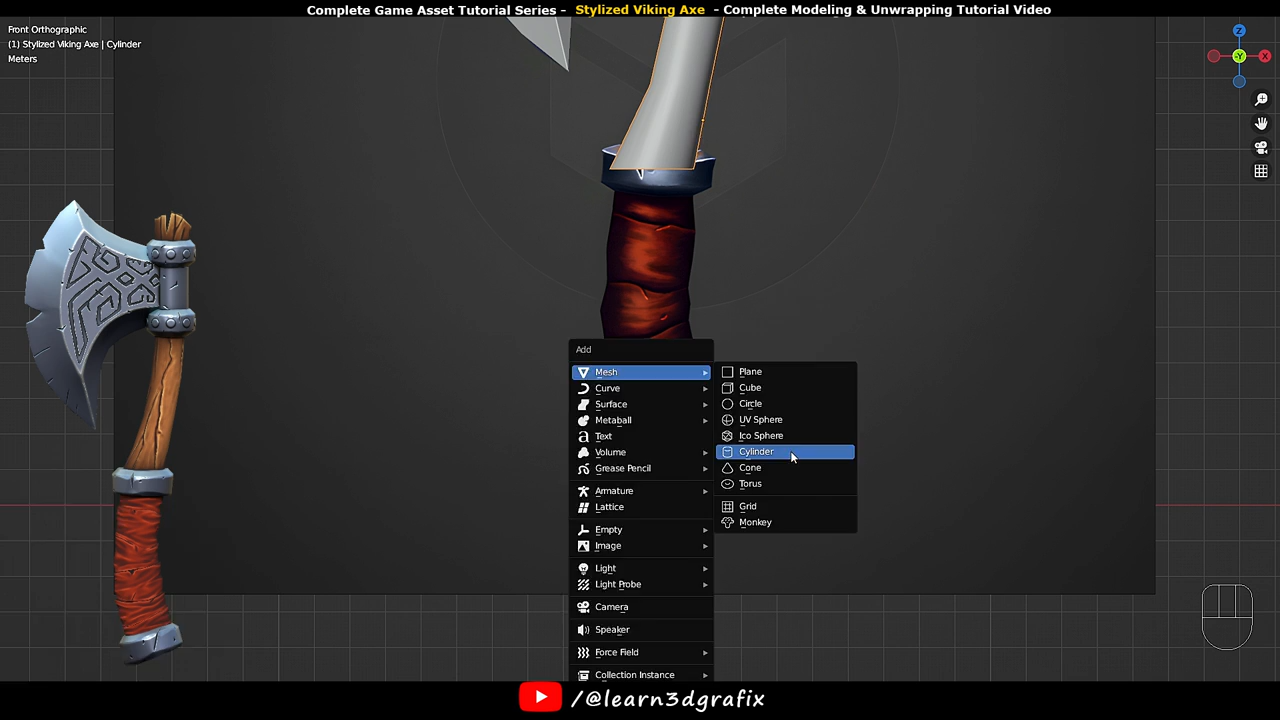 Complete Game Asset Tutorial Series - Stylized Viking Axe - Complete Modeling & Unwrapping Tutorial Video
Front Orthographic
(1) Stylized Viking Axe | Cylinder
Meters
Z
-Y
X
Add
Mesh
Curve
Surface
Metaball
Text
Volume
Grease Pencil
Armature
Lattice
Empty
Image
Light
Light Probe
Camera
Speaker
Force Field
Collection Instance
Plane
Cube
Circle
UV Sphere
Ico Sphere
Cylinder
Cone
Torus
Grid
Monkey
/@learn3dgrafix